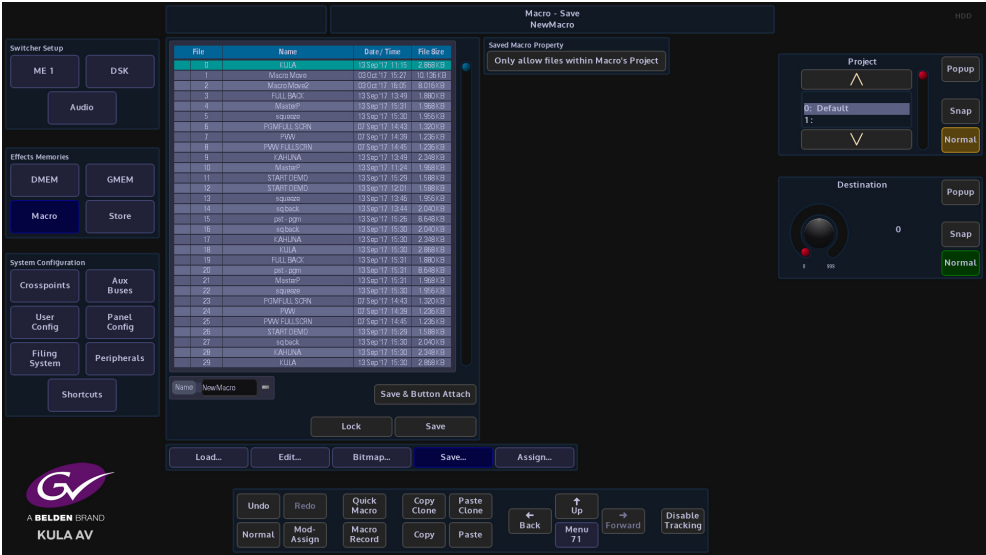 Macro - Save
NewMacro
HDD
Switcher Setup
ME 1
DSK
Audio
Effects Memories
DMEM
GMEM
Macro
Store
System Configuration
Crosspoints
Aux
Buses
User
Config
Panel
Config
Filing
System
Peripherals
Shortcuts
File Name Date / Time File Size
0 KULA 13 Sep '17 11:15 2.868 KB
1 Macro Move 03 Oct '17 15:27 10.136 KB
2 Macro Move2 03 Oct '17 16:05 8.016 KB
3 FULL BACK 13 Sep '17 13:49 1.880 KB
4 MasterP 13 Sep '17 15:31 1.968 KB
5 squeeze 13 Sep '17 15:30 1.956 KB
6 PGMFULL SCRN 07 Sep '17 14:43 1.320 KB
7 PVW 07 Sep '17 14:39 1.236 KB
8 PVW FULLSCRN 07 Sep '17 14:45 1.236 KB
9 KAHUNA 13 Sep '17 13:49 2.348 KB
10 MasterP 13 Sep '17 11:24 1.968 KB
11 START DEMO 13 Sep '17 15:29 1.588 KB
12 START DEMO 13 Sep '17 12:01 1.588 KB
13 squeeze 13 Sep '17 13:46 1.956 KB
14 sq back 13 Sep '17 13:44 2.040 KB
15 pst - pgm 13 Sep '17 15:26 8.648 KB
16 sq back 13 Sep '17 15:30 2.040 KB
17 KAHUNA 13 Sep '17 15:30 2.348 KB
18 KULA 13 Sep '17 15:30 2.868 KB
19 FULL BACK 13 Sep '17 15:31 1.880 KB
20 pst - pgm 13 Sep '17 15:31 8.648 KB
21 MasterP 13 Sep '17 15:31 1.968 KB
22 squeeze 13 Sep '17 15:30 1.956 KB
23 PGMFULL SCRN 07 Sep '17 14:43 1.320 KB
24 PVW 07 Sep '17 14:39 1.236 KB
25 PVW FULLSCRN 07 Sep '17 14:45 1.236 KB
26 START DEMO 13 Sep '17 15:29 1.588 KB
27 sq back 13 Sep '17 15:30 2.040 KB
28 KAHUNA 13 Sep '17 15:30 2.348 KB
29 KULA 13 Sep '17 15:30 2.868 KB
Name NewMacro
Save & Button Attach
Lock
Save
Saved Macro Property
Only allow files within Macro's Project
Project
0: Default
1:
Popup
Snap
Normal
Destination
0
0 999
Popup
Snap
Normal
Load...
Edit...
Bitmap...
Save...
Assign...
GV
A BELDEN BRAND
KULA AV
Undo
Redo
Quick
Macro
Copy
Clone
Paste
Clone
Normal
Mod-
Assign
Macro
Record
Copy
Paste
Back
Up
Menu
71
Forward
Disable
Tracking